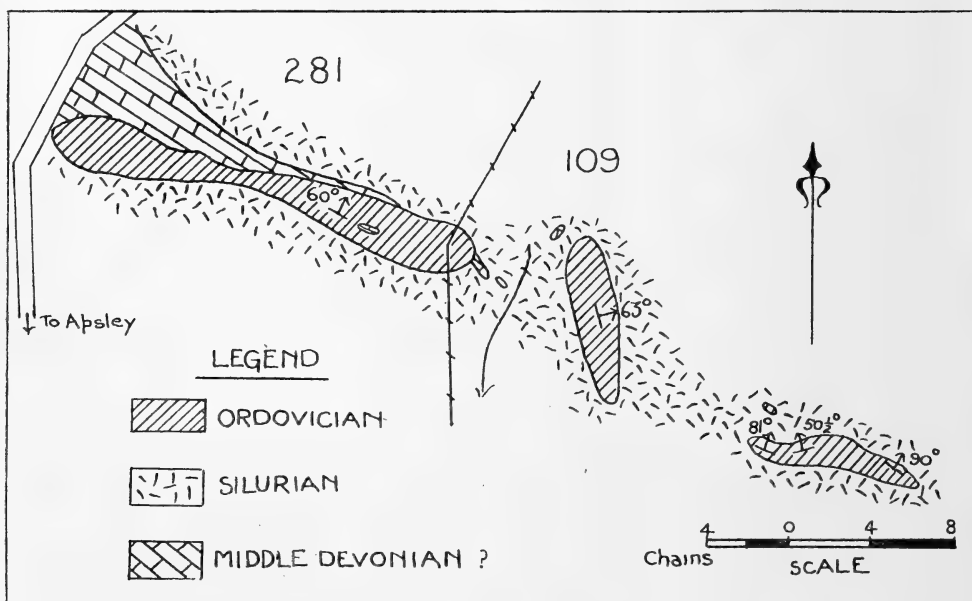 281
109
60°
63°
To Apsley
LEGEND
ORDOVICIAN
SILURIAN
MIDDLE DEVONIAN ?
81°
50½°
90°
4 0 4 8
Chains
SCALE